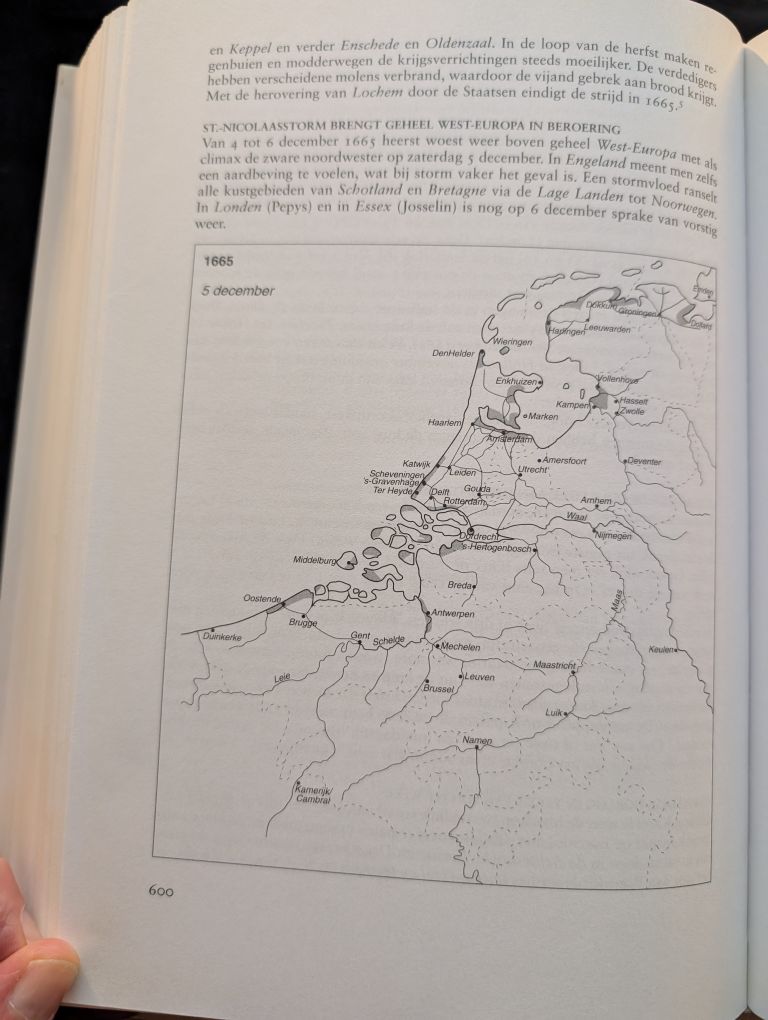 en Keppel en verder Enschede en Oldenzaal. In de loop van de herfst maken re-
genbuien en modderwegen de krijgsverrichtingen steeds moeilijker. De verdedigers
hebben verscheidene molens verbrand, waardoor de vijand gebrek aan brood krijgt.
Met de herovering van Lochem door de Staatsen eindigt de strijd in 1665.5
ST.-NICOLAASSTORM BRENGT GEHEEL WEST-EUROPA IN BEROERING
Van 4 tot 6 december 1665 heerst woest weer boven geheel West-Europa met als
climax de zware noordwester op zaterdag 5 december. In Engeland meent men zelfs
een aardbeving te voelen, wat bij storm vaker het geval is. Een stormvloed ranselt
alle kustgebieden van Schotland en Bretagne via de Lage Landen tot Noorwegen.
In Londen (Pepys) en in Essex (Josselin) is nog op 6 december sprake van vorstig
weer.
1665
5 december
Emden
Dokkum
Groningen
Dollard
Harlingen
Leeuwarden
Wieringen
DenHelder
Enkhuizen
Vollenhove
Kampen
Hasselt
Zwolle
Marken
Haarlem
Amsterdam
Katwijk
Amersfoort
Deventer
Scheveningen
Leiden
Utrecht
's-Gravenhage
Ter Heyde
Delft
Gouda
Rotterdam
Arnhem
Waal
Dordrecht
Nijmegen
's-Hertogenbosch
Middelburg
Breda
Oostende
Maas
Antwerpen
Brugge
Duinkerke
Gent
Schelde
Mechelen
Keulen
Maastricht
Leie
Leuven
Brussel
Luik
Namen
Kamerijk/
Cambral
600